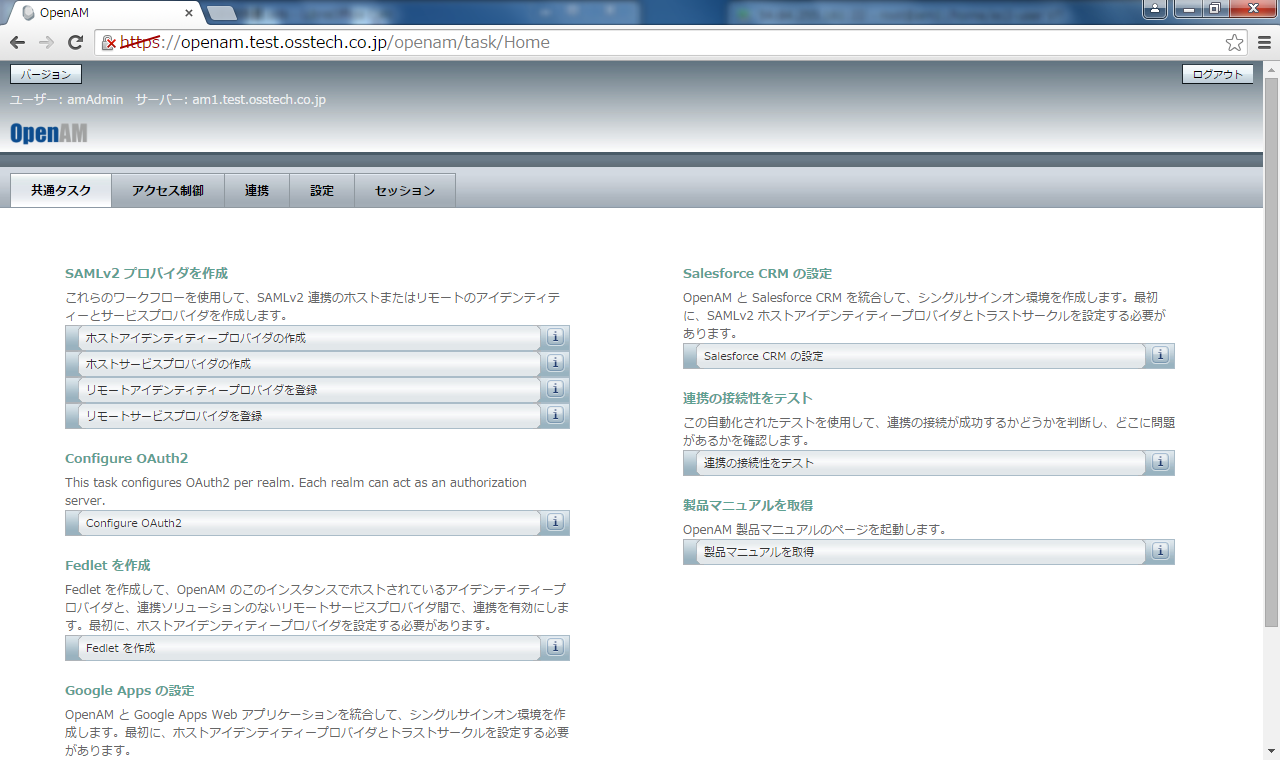 OpenAM
https://openam.test.osstech.co.jp/openam/task/Home
バージョン
ログアウト
ユーザー: amAdmin サーバー: am1.test.osstech.co.jp
OpenAM
共通タスク
アクセス制御
連携
設定
セッション
SAMLv2 プロバイダを作成
これらのワークフローを使用して、SAMLv2 連携のホストまたはリモートのアイデンティテ
ィーとサービスプロバイダを作成します。
ホストアイデンティティープロバイダの作成
ホストサービスプロバイダの作成
リモートアイデンティティープロバイダを登録
リモートサービスプロバイダを登録
Configure OAuth2
This task configures OAuth2 per realm. Each realm can act as an authorization
server.
Configure OAuth2
Fedlet を作成
Fedlet を作成して、OpenAM のこのインスタンスでホストされているアイデンティティープ
ロバイダと、連携ソリューションのないリモートサービスプロバイダ間で、連携を有効にしま
す。最初に、ホストアイデンティティープロバイダを設定する必要があります。
Fedlet を作成
Google Apps の設定
OpenAM と Google Apps Web アプリケーションを統合して、シングルサインオン環境を作
成します。最初に、ホストアイデンティティープロバイダとトラストサークルを設定する必要
があります。
Salesforce CRM の設定
OpenAM と Salesforce CRM を統合して、シングルサインオン環境を作成します。最初
に、SAMLv2 ホストアイデンティティープロバイダとトラストサークルを設定する必要が
あります。
Salesforce CRM の設定
連携の接続性をテスト
この自動化されたテストを使用して、連携の接続が成功するかどうかを判断し、どこに問題
があるかを確認します。
連携の接続性をテスト
製品マニュアルを取得
OpenAM 製品マニュアルのページを起動します。
製品マニュアルを取得